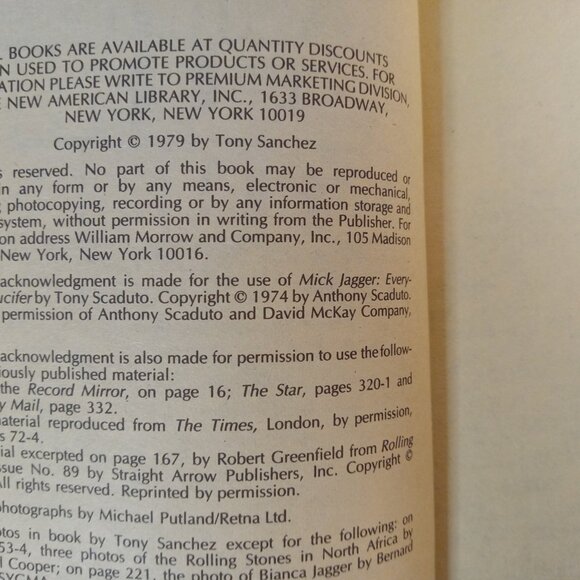 L BOOKS ARE AVAILABLE AT QUANTITY DISCOUNTS
N USED TO PROMOTE PRODUCTS OR SERVICES. FOR
ATION PLEASE WRITE TO PREMIUM MARKETING DIVISION,
E NEW AMERICAN LIBRARY, INC., 1633 BROADWAY,
NEW YORK, NEW YORK 10019
Copyright © 1979 by Tony Sanchez
s reserved. No part of this book may be reproduced or
in any form or by any means, electronic or mechanical,
photocopying, recording or by any information storage and
system, without permission in writing from the Publisher. For
on address William Morrow and Company, Inc., 105 Madison
New York, New York 10016.
acknowledgment is made for the use of Mick Jagger: Every-
ucifer by Tony Scaduto. Copyright © 1974 by Anthony Scaduto.
permission of Anthony Scaduto and David McKay Company,
acknowledgment is also made for permission to use the follow-
iously published material:
the Record Mirror, on page 16; The Star, pages 320-1 and
y Mail, page 332.
material reproduced from The Times, London, by permission,
s 72-4.
ial excerpted on page 167, by Robert Greenfield from Rolling
ssue No. 89 by Straight Arrow Publishers, Inc. Copyright ©
All rights reserved. Reprinted by permission.
photographs by Michael Putland/Retna Ltd.
otos in book by Tony Sanchez except for the following: on
53-4, three photos of the Rolling Stones in North Africa by
l Cooper; on page 221, the photo of Bianca Jagger by Bernard
SYGMA